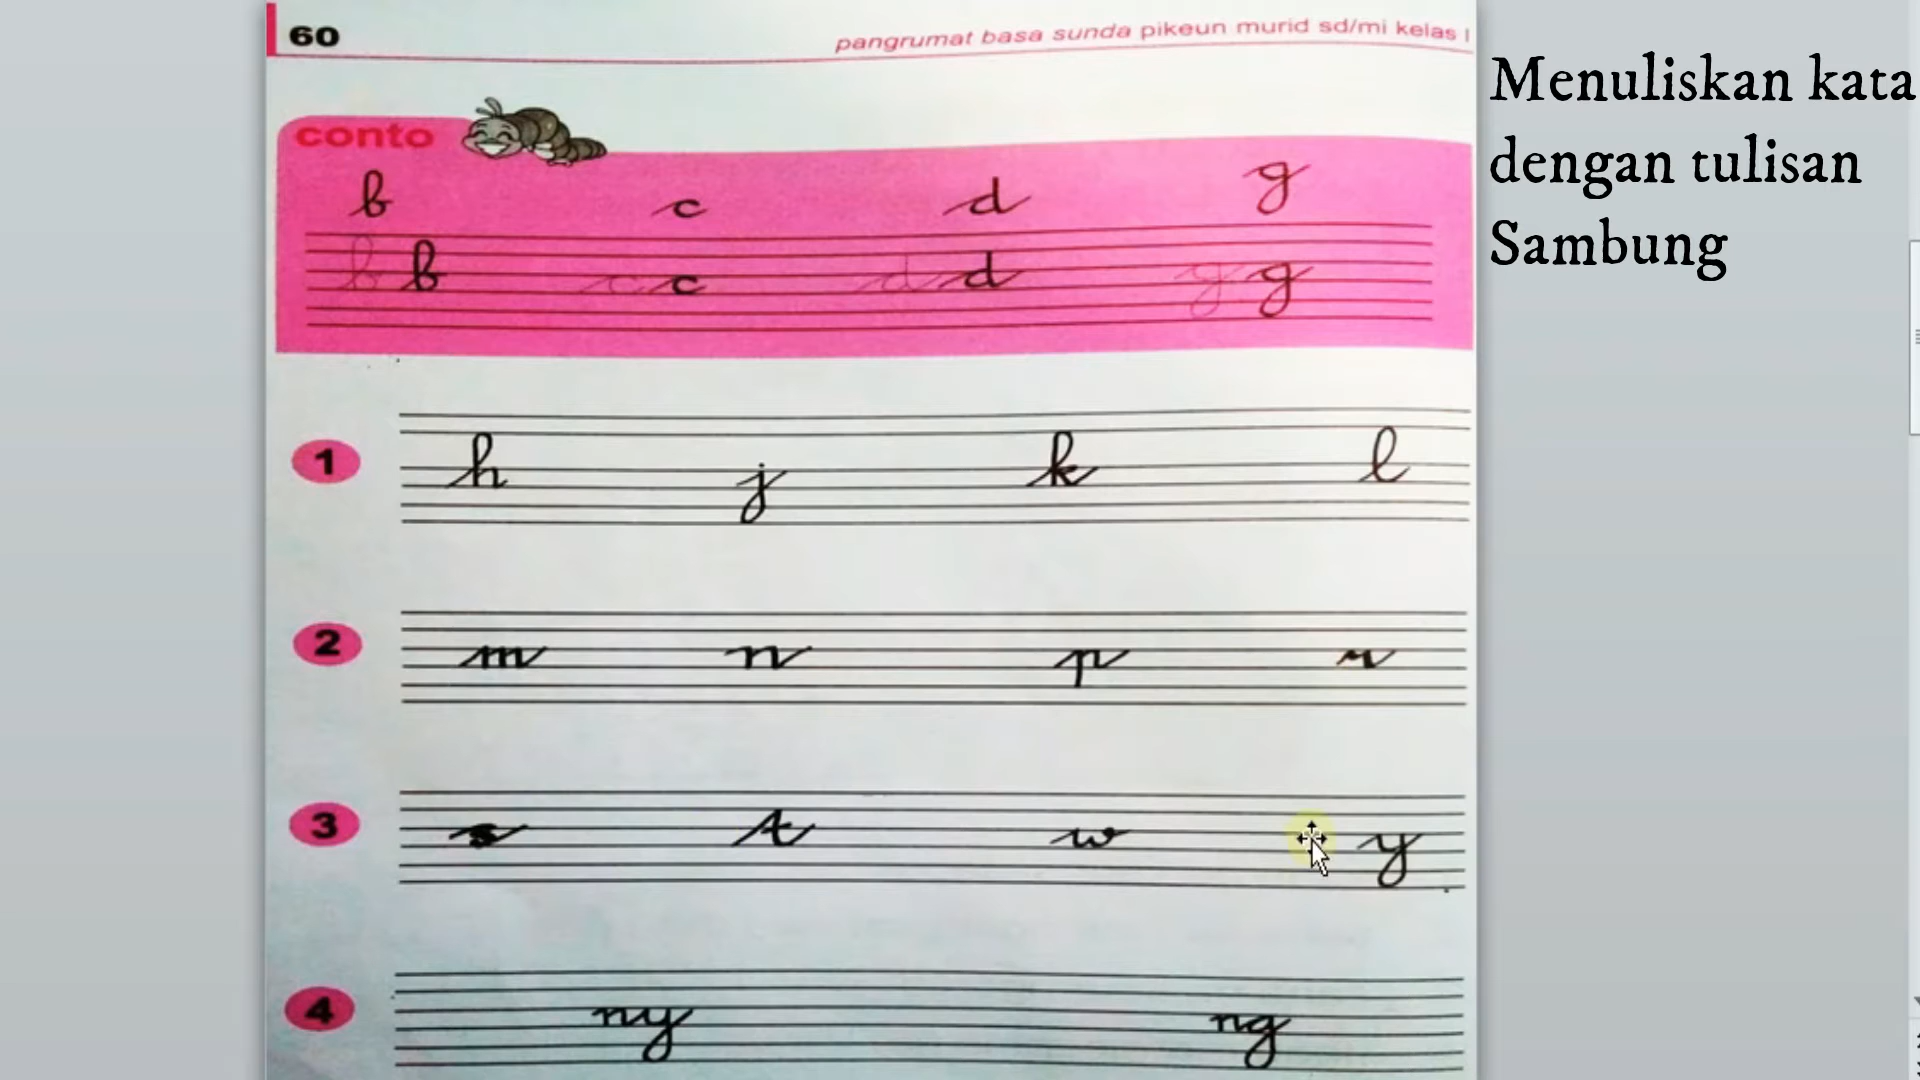 60
pangrumat basa sunda pikeun murid sd/mi kelas I
Menuliskan kata
dengan tulisan
Sambung
conto
b c d g
b b c c d d g g
1 h j k l
2 m n p r
3 s t w y
4 ny ng